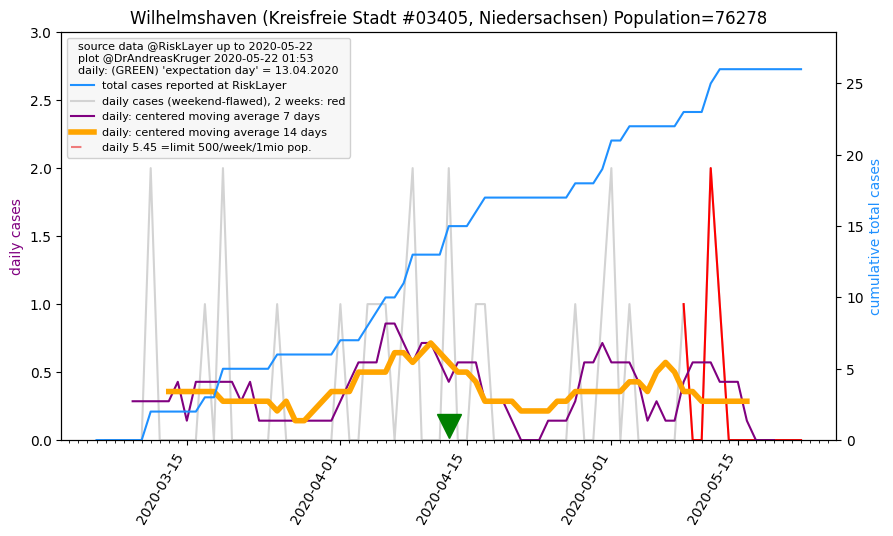 Wilhelmshaven (Kreisfreie Stadt #03405, Niedersachsen) Population=76278
source data @RiskLayer up to 2020-05-22
plot @DrAndreasKruger 2020-05-22 01:53
daily: (GREEN) 'expectation day' = 13.04.2020
total cases reported at RiskLayer
daily cases (weekend-flawed), 2 weeks: red
daily: centered moving average 7 days
daily: centered moving average 14 days
daily 5.45 =limit 500/week/1mio pop.
daily cases
3.0
2.5
2.0
1.5
1.0
0.5
0.0
cumulative total cases
25
20
15
10
5
0
2020-03-15
2020-04-01
2020-04-15
2020-05-01
2020-05-15